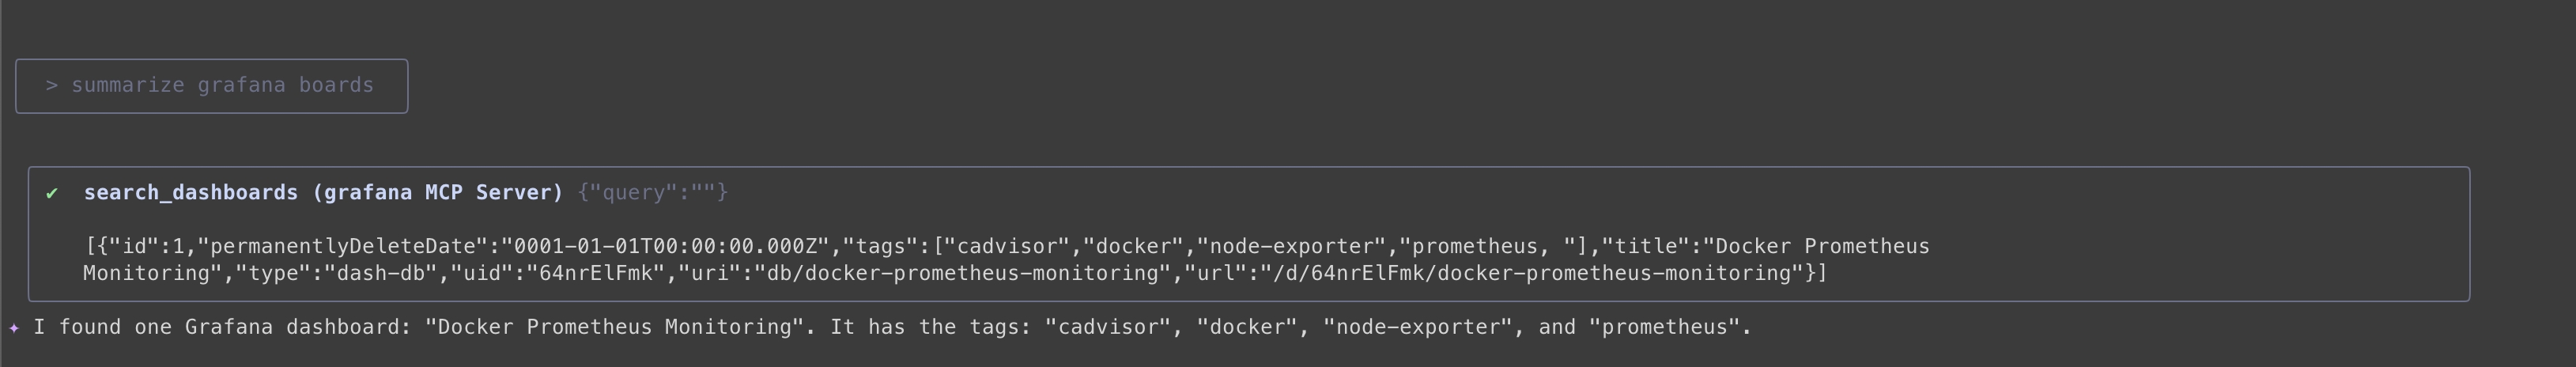 > summarize grafana boards
✔ search_dashboards (grafana MCP Server) {"query":""}
[{"id":1,"permanentlyDeleteDate":"0001-01-01T00:00:00.000Z","tags":["cadvisor","docker","node-exporter","prometheus, "],"title":"Docker Prometheus
Monitoring","type":"dash-db","uid":"64nrElFmk","uri":"db/docker-prometheus-monitoring","url":"/d/64nrElFmk/docker-prometheus-monitoring"}]
✦ I found one Grafana dashboard: "Docker Prometheus Monitoring". It has the tags: "cadvisor", "docker", "node-exporter", and "prometheus".